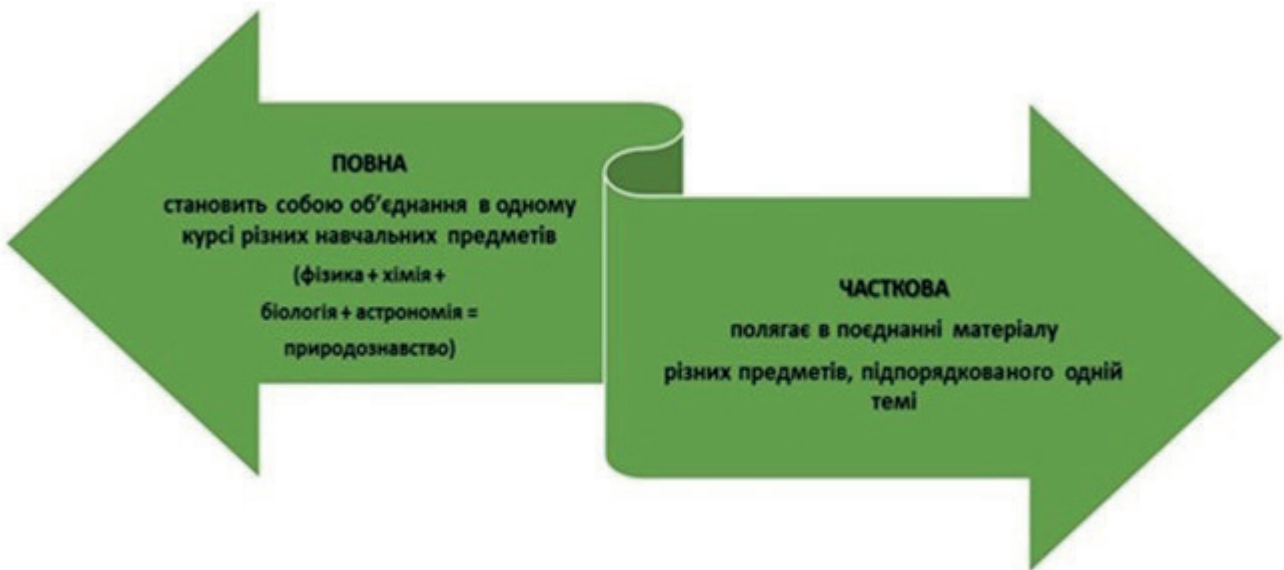 ПОВНА
становить собою об’єднання в одному
курсі різних навчальних предметів
(фізика + хімія +
біологія + астрономія =
природознавство)
ЧАСТКОВА
полягає в поєднанні матеріалу
різних предметів, підпорядкованого одній
темі